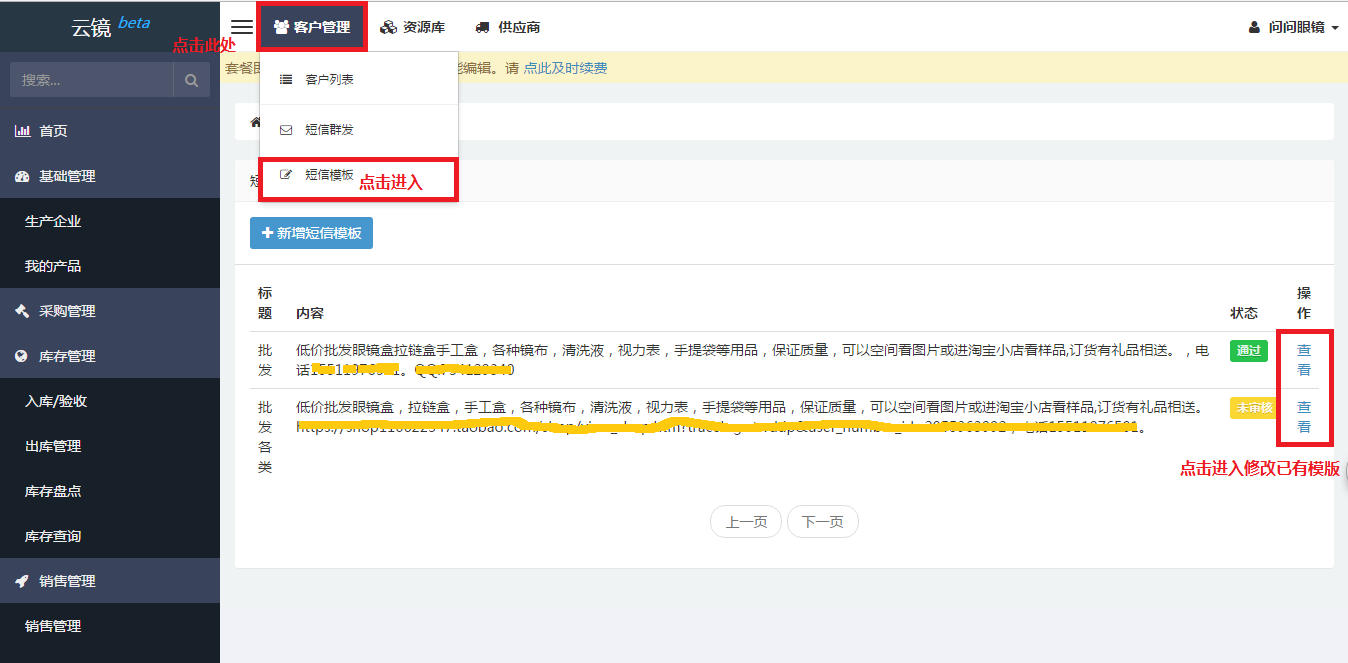 云镜 beta
点击此处
客户管理
资源库
供应商
问问眼镜
搜索...
套餐
能编辑。请 点此及时续费
客户列表
短信群发
短信模板
点击进入
首页
基础管理
生产企业
我的产品
采购管理
库存管理
入库/验收
出库管理
库存盘点
库存查询
销售管理
销售管理
短
新增短信模板
标题
内容
状态
操作
批发
低价批发眼镜盒拉链盒手工盒，各种镜布，清洗液，视力表，手提袋等用品，保证质量，可以空间看图片或进淘宝小店看样品,订货有礼品相送。，电
话
通过
查看
批发各类
低价批发眼镜盒，拉链盒，手工盒，各种镜布，清洗液，视力表，手提袋等用品，保证质量，可以空间看图片或进淘宝小店看样品,订货有礼品相送。
未审核
查看
点击进入修改已有模版
上一页
下一页